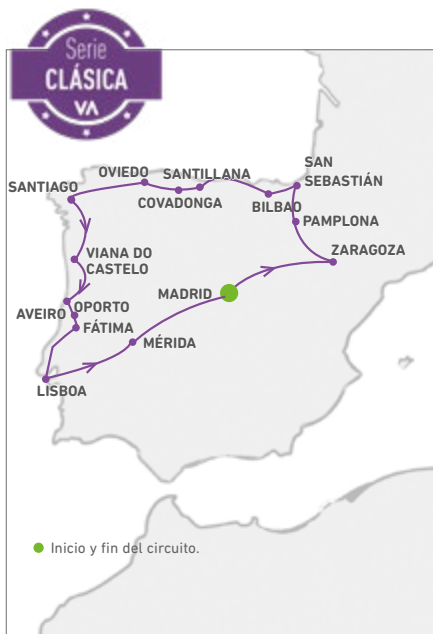 Serie
CLÁSICA
VA
SAN
SEBASTIÁN
OVIEDO
SANTILLANA
SANTIAGO
COVADONGA
BILBAO
PAMPLONA
VIANA DO
CASTELO
ZARAGOZA
MADRID
AVEIRO
OPORTO
FÁTIMA
MÉRIDA
LISBOA
Inicio y fin del circuito.